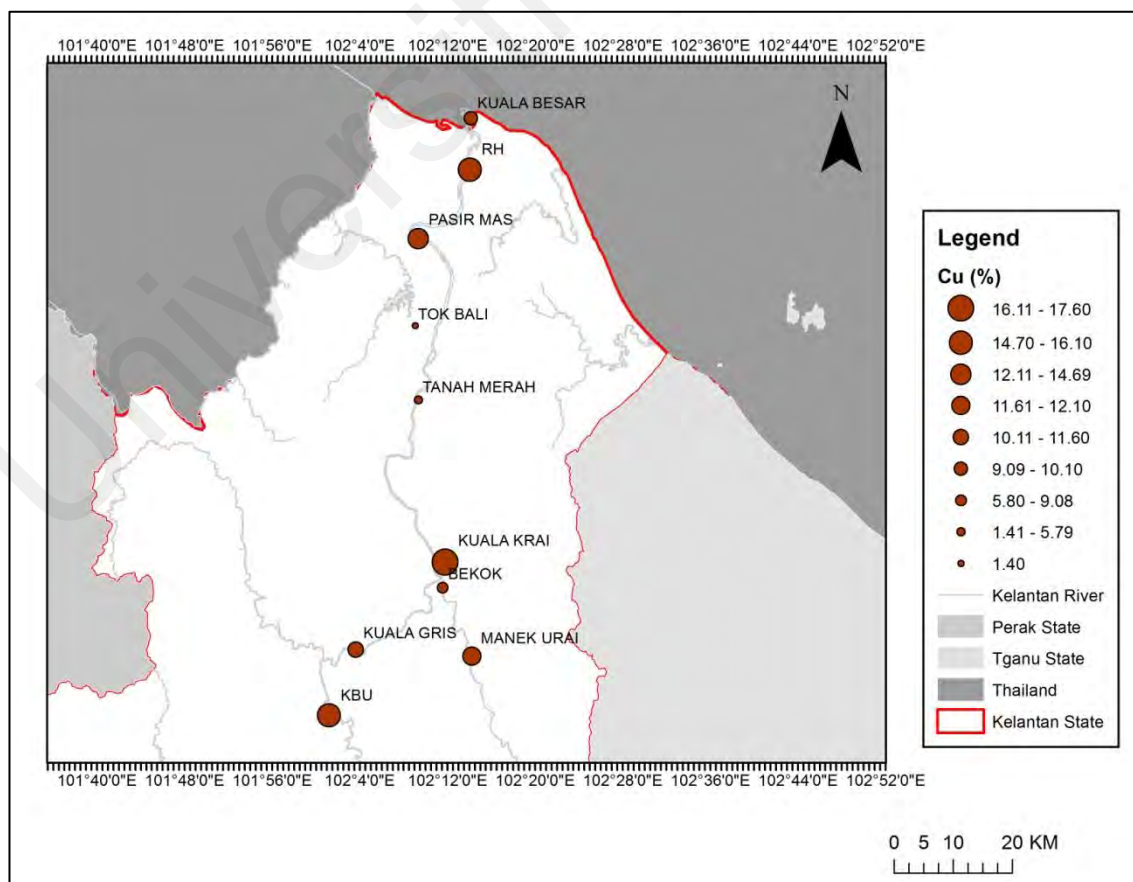 101°40'0"E 101°48'0"E 101°56'0"E 102°4'0"E 102°12'0"E 102°20'0"E 102°28'0"E 102°36'0"E 102°44'0"E 102°52'0"E
KUALA BESAR
N
RH
PASIR MAS
TOK BALI
TANAH MERAH
KUALA KRAI
BEKOK
KUALA GRIS
MANEK URAI
KBU
101°40'0"E 101°48'0"E 101°56'0"E 102°4'0"E 102°12'0"E 102°20'0"E 102°28'0"E 102°36'0"E 102°44'0"E 102°52'0"E
Legend
Cu (%)
16.11 - 17.60
14.70 - 16.10
12.11 - 14.69
11.61 - 12.10
10.11 - 11.60
9.09 - 10.10
5.80 - 9.08
1.41 - 5.79
1.40
Kelantan River
Perak State
Tganu State
Thailand
Kelantan State
0 5 10 20 KM